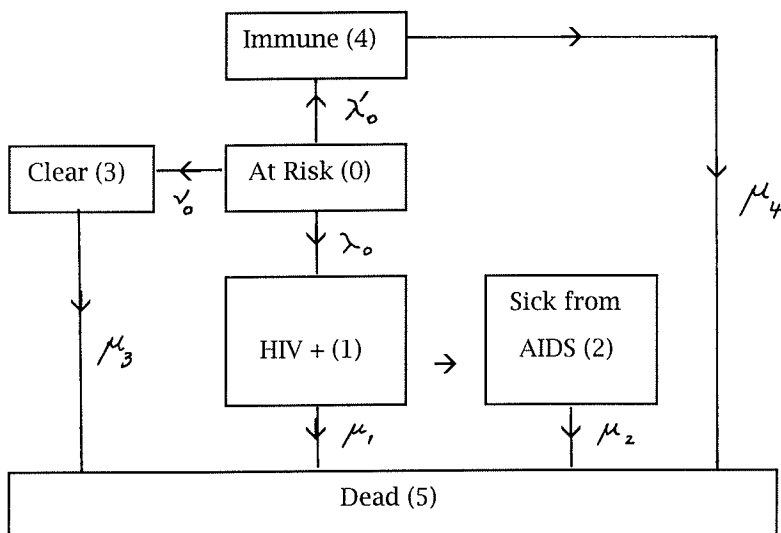 Immune (4)
λ'₀
Clear (3)
At Risk (0)
ν₀
λ₀
μ₄
Sick from
HIV + (1)
AIDS (2)
μ₃
μ₁
μ₂
Dead (5)